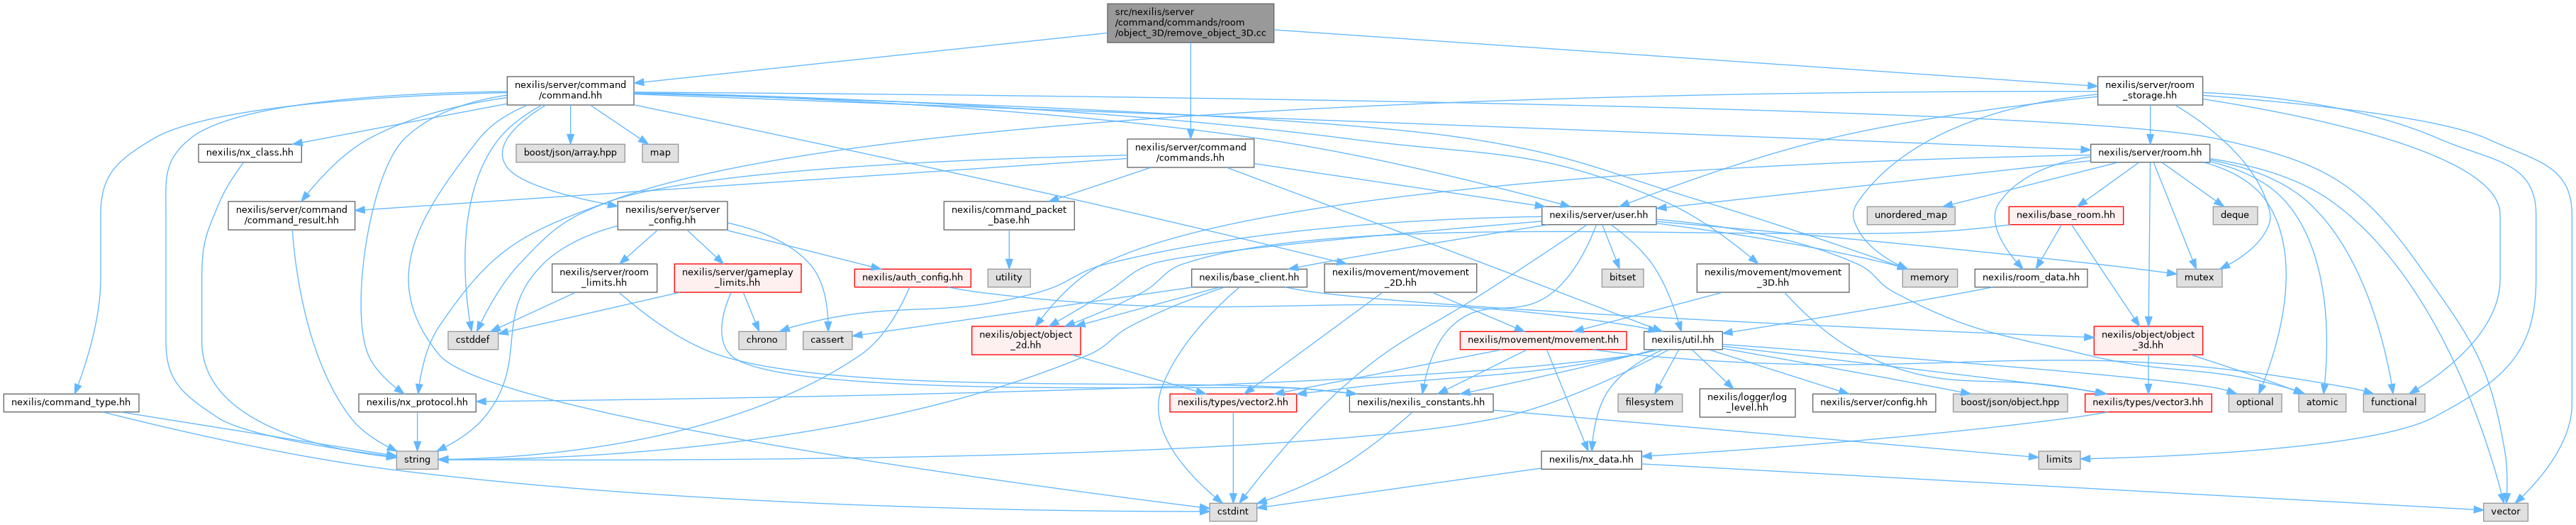 src/nexilis/server
/command/commands/room
/object_3D/remove_object_3D.cc
nexilis/server/command
/command.hh
nexilis/server/room
_storage.hh
nexilis/nx_class.hh
boost/json/array.hpp
map
nexilis/server/command
/commands.hh
nexilis/server/room.hh
nexilis/server/command
/command_result.hh
nexilis/server/server
_config.hh
nexilis/command_packet
_base.hh
nexilis/server/user.hh
unordered_map
nexilis/base_room.hh
deque
nexilis/server/room
_limits.hh
nexilis/server/gameplay
_limits.hh
nexilis/auth_config.hh
utility
nexilis/base_client.hh
nexilis/movement/movement
_2D.hh
bitset
nexilis/movement/movement
_3D.hh
memory
nexilis/room_data.hh
mutex
cstddef
chrono
cassert
nexilis/object/object
_2d.hh
nexilis/movement/movement.hh
nexilis/util.hh
nexilis/object/object
_3d.hh
nexilis/command_type.hh
nexilis/nx_protocol.hh
nexilis/types/vector2.hh
nexilis/nexilis_constants.hh
filesystem
nexilis/logger/log
_level.hh
nexilis/server/config.hh
boost/json/object.hpp
nexilis/types/vector3.hh
optional
atomic
functional
string
nexilis/nx_data.hh
limits
cstdint
vector